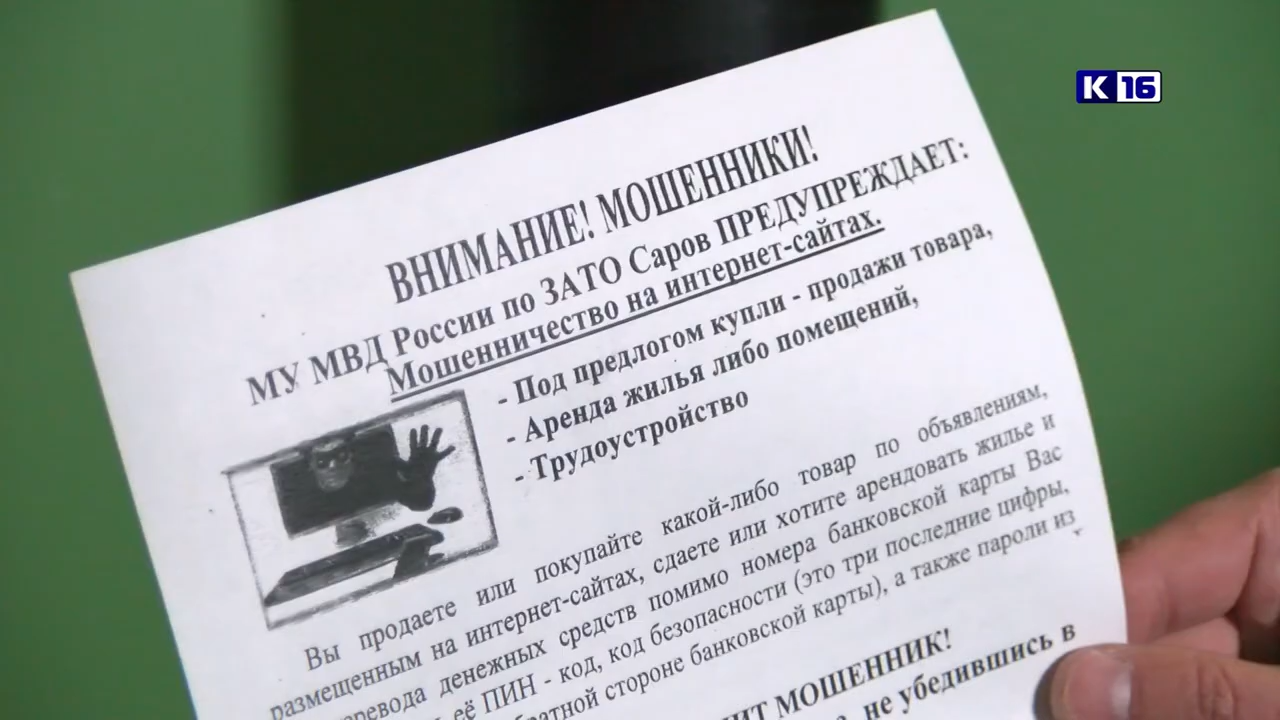 K 16
ВНИМАНИЕ! МОШЕННИКИ!
МУ МВД России по ЗАТО Саров ПРЕДУПРЕЖДАЕТ:
Мошенничество на интернет-сайтах.
- Под предлогом купли - продажи товара,
- Аренда жилья либо помещений,
- Трудоустройство
Вы продаете или покупайте какой-либо товар по объявлениям,
размещенным на интернет-сайтах, сдаете или хотите арендовать жилье и
денежных средств помимо номера банковской карты Вас
её ПИН - код, код безопасности (это три последние цифры,
стороне банковской карты), а также пароли из
МОШЕННИК!
не убедившись в